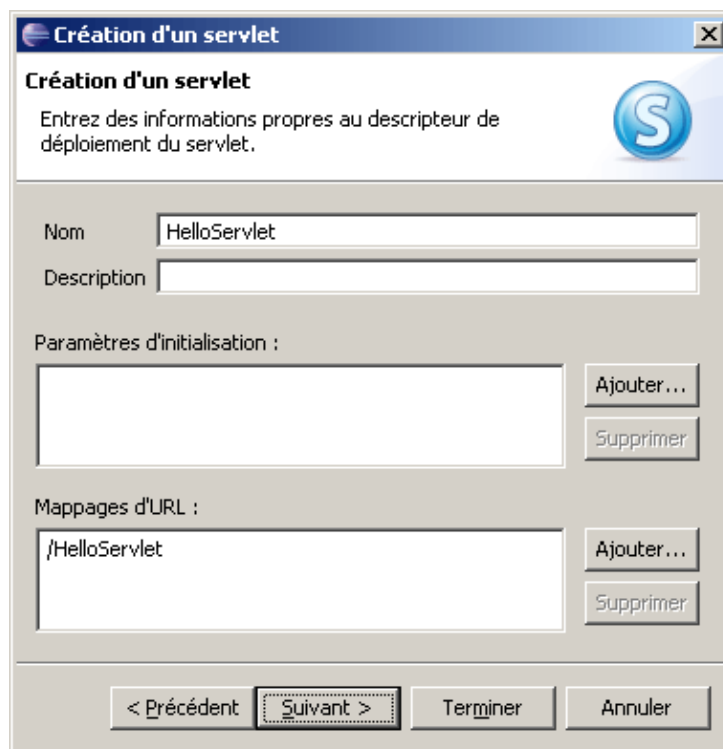 Création d'un servlet
Création d'un servlet
Entrez des informations propres au descripteur de
déploiement du servlet.
S
Nom HelloServlet
Description
Paramètres d'initialisation :
Ajouter...
Supprimer
Mappages d'URL :
/HelloServlet Ajouter...
Supprimer
< Précédent Suivant > Terminer Annuler